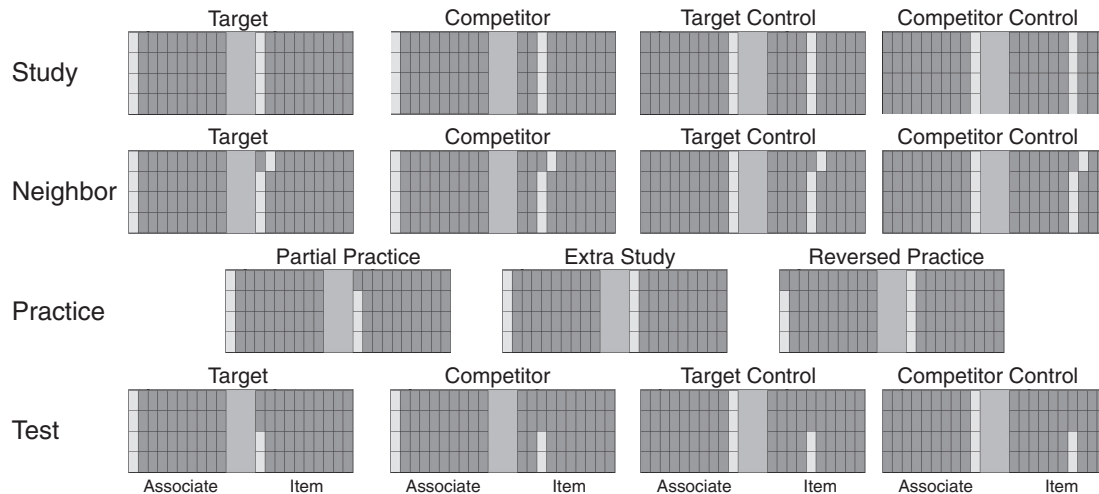 Target Competitor Target Control Competitor Control
Study
Target Competitor Target Control Competitor Control
Neighbor
Partial Practice Extra Study Reversed Practice
Practice
Target Competitor Target Control Competitor Control
Test
Associate Item Associate Item Associate Item Associate Item